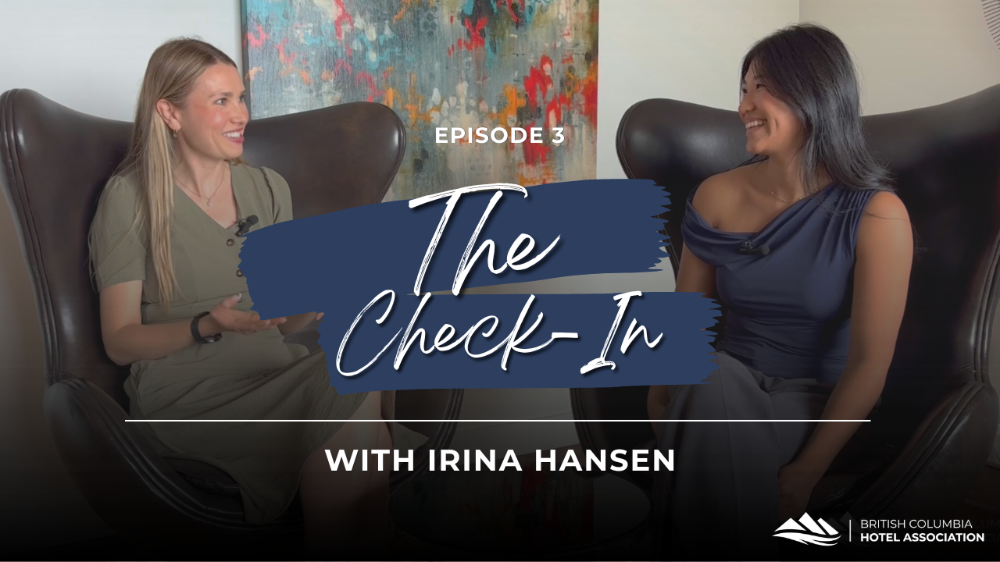 EPISODE 3
The
Check-In
WITH IRINA HANSEN
BRITISH COLUMBIA
HOTEL ASSOCIATION